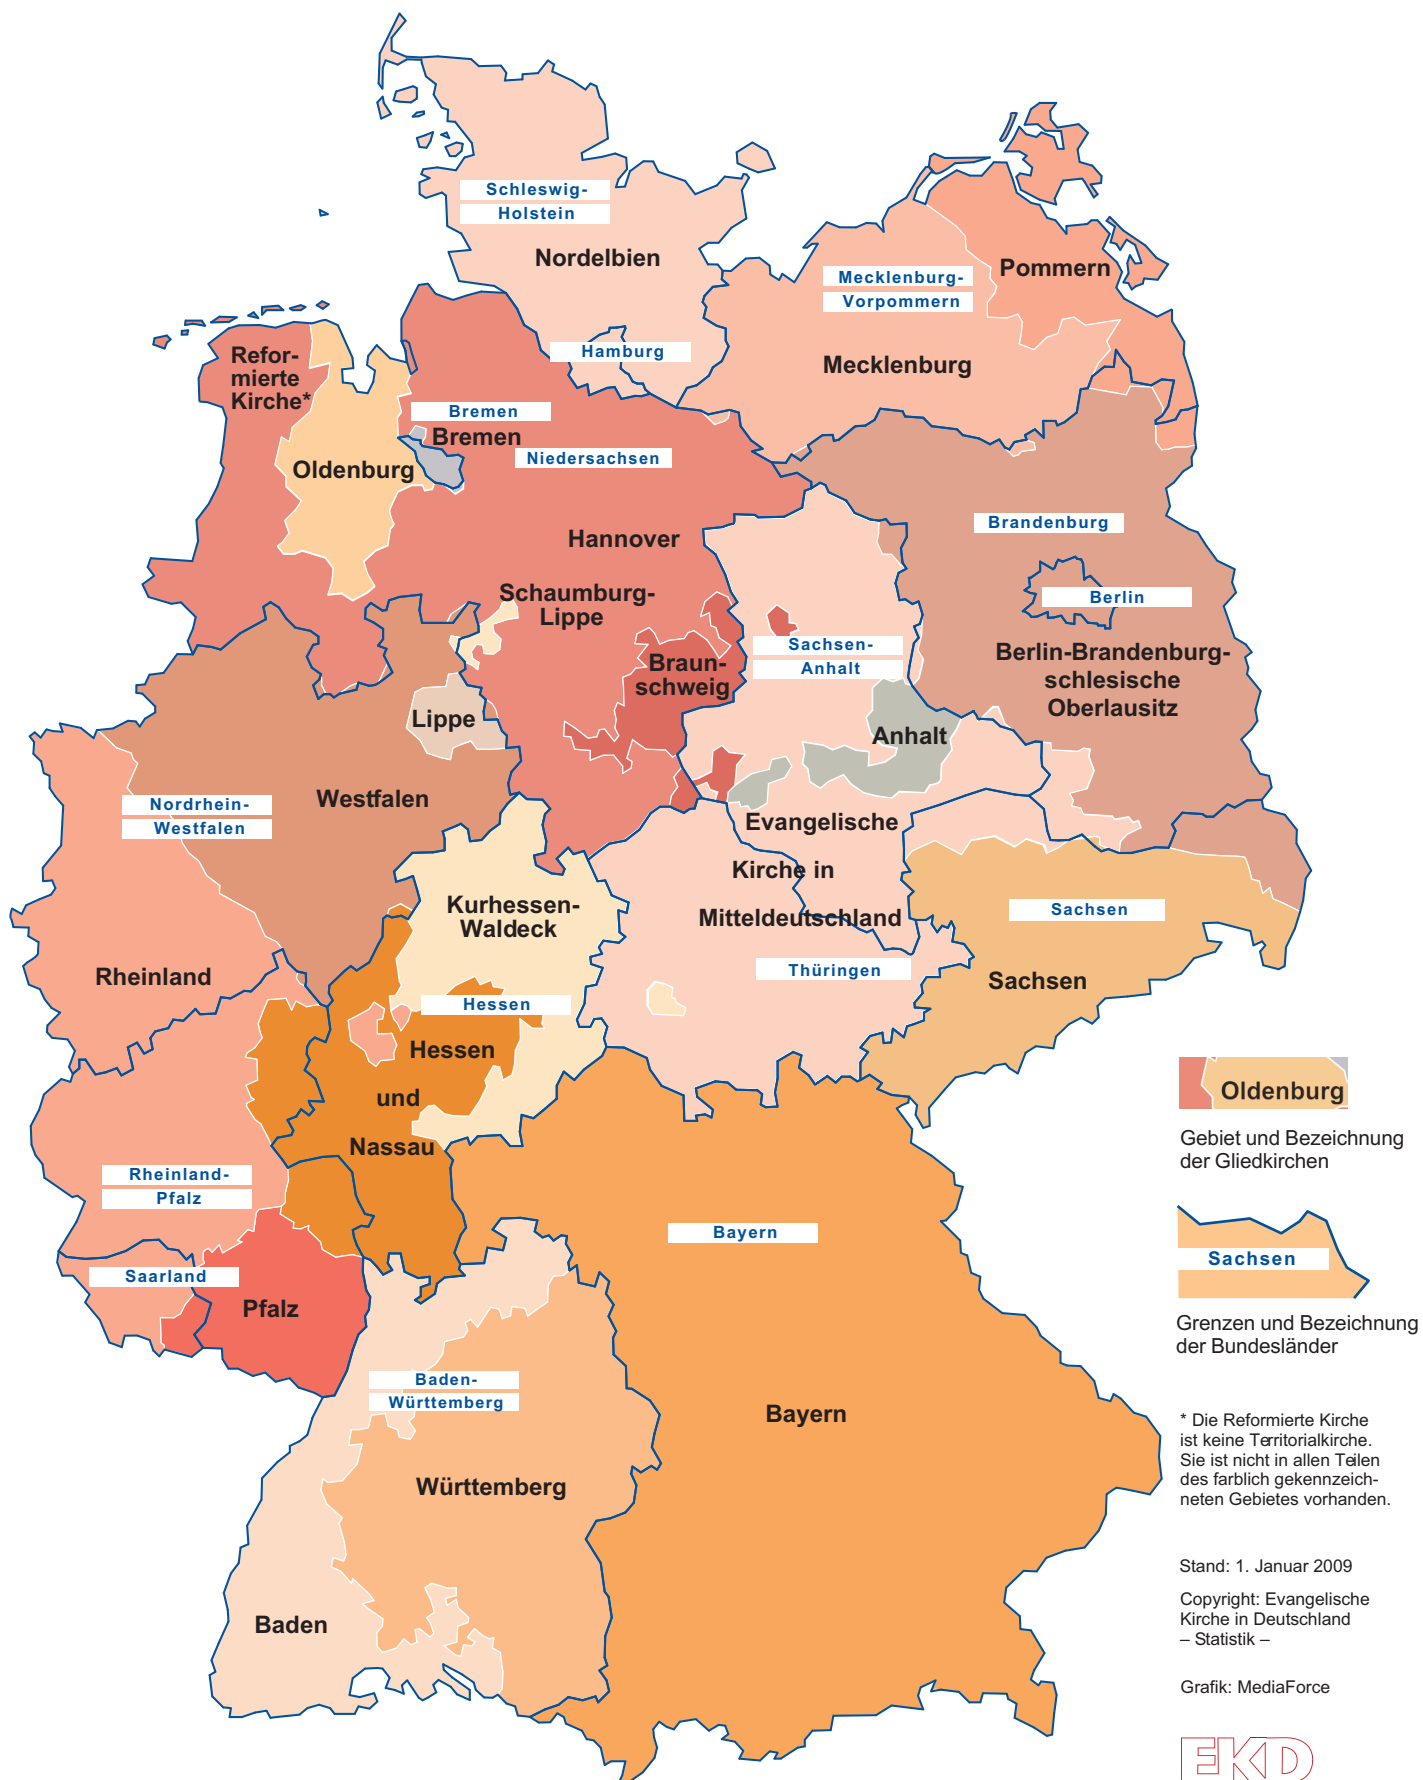 Schleswig-
Holstein
Nordelbien
Hamburg
Mecklenburg-
Vorpommern
Pommern
Mecklenburg
Refor-
mierte
Kirche*
Oldenburg
Bremen
Bremen
Niedersachsen
Hannover
Schaumburg-
Lippe
Braun-
schweig
Brandenburg
Berlin
Berlin-Brandenburg-
schlesische
Oberlausitz
Sachsen-
Anhalt
Anhalt
Lippe
Westfalen
Nordrhein-
Westfalen
Rheinland
Evangelische
Kirche in
Mitteldeutschland
Thüringen
Sachsen
Sachsen
Kurhessen-
Waldeck
Hessen
Hessen
und
Nassau
Rheinland-
Pfalz
Saarland
Pfalz
Bayern
Bayern
Baden-
Württemberg
Württemberg
Baden
Oldenburg
Gebiet und Bezeichnung
der Gliedkirchen
Sachsen
Grenzen und Bezeichnung
der Bundesländer
* Die Reformierte Kirche
ist keine Territorialkirche.
Sie ist nicht in allen Teilen
des farblich gekennzeich-
neten Gebietes vorhanden.
Stand: 1. Januar 2009
Copyright: Evangelische
Kirche in Deutschland
– Statistik –
Grafik: MediaForce
EKD